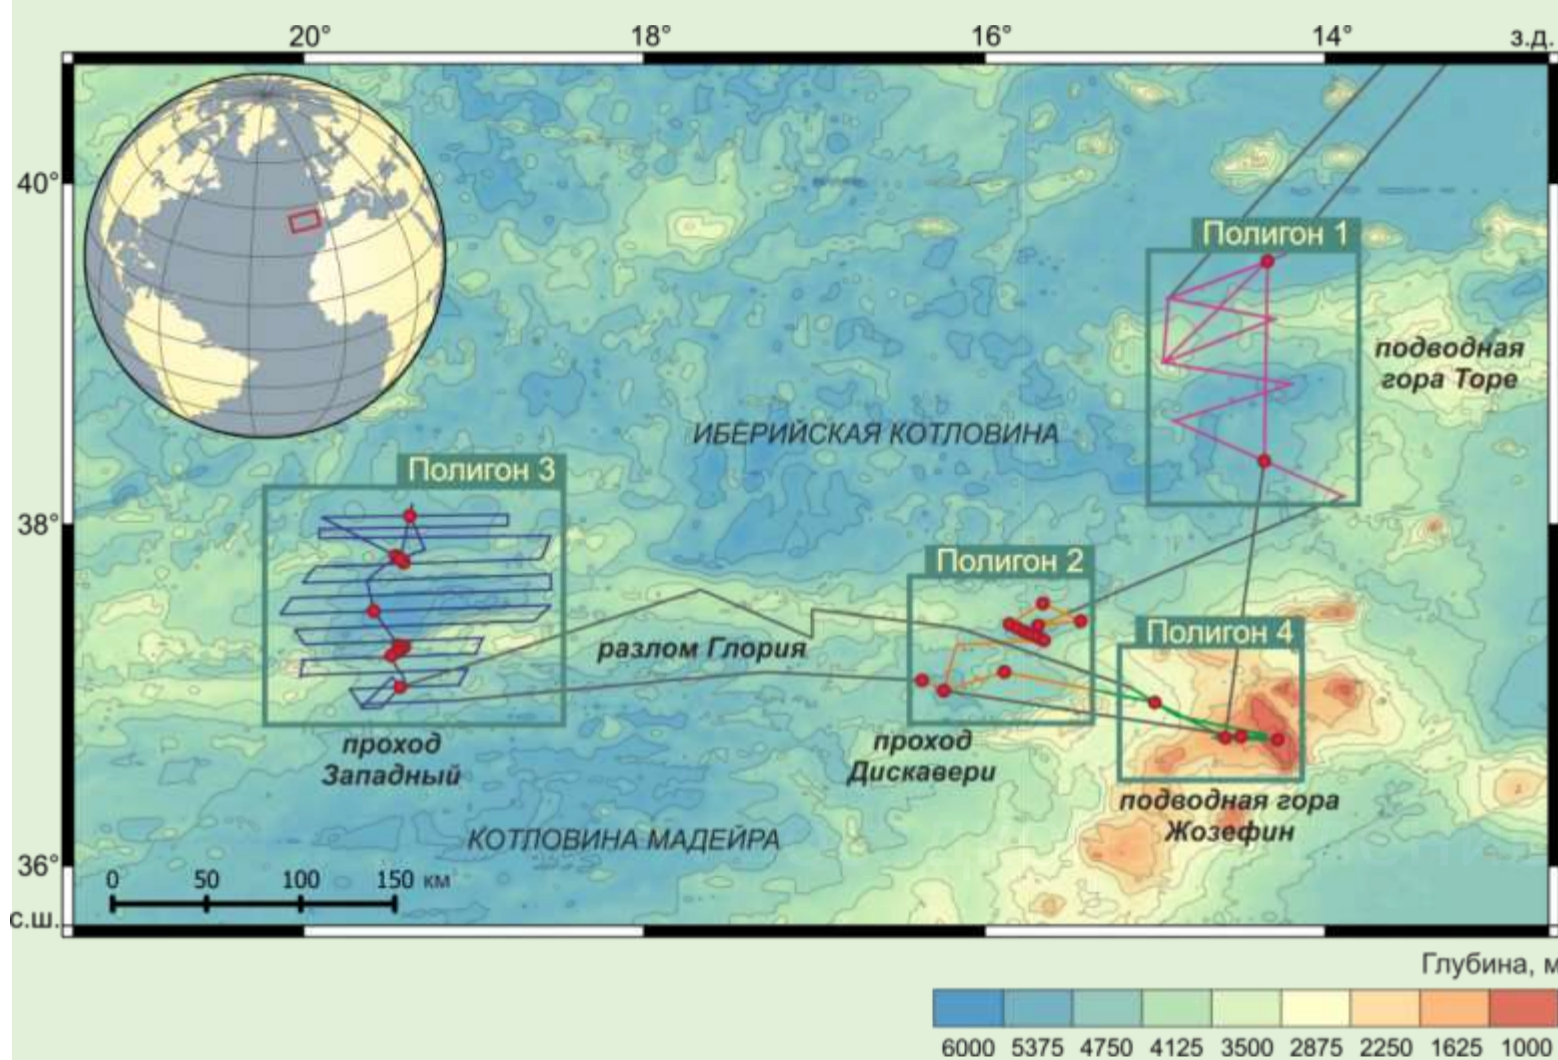 20° 18° 16° 14° з.д.
40°
Полигон 1
подводная
гора Торе
ИБЕРИЙСКАЯ КОТЛОВИНА
Полигон 3
38°
Полигон 2
Полигон 4
разлом Глория
проход
Западный
проход
Дискавери
подводная гора
Жозефин
КОТЛОВИНА МАДЕЙРА
36°
0 50 100 150 км
с.ш.
Глубина, м
6000 5375 4750 4125 3500 2875 2250 1625 1000